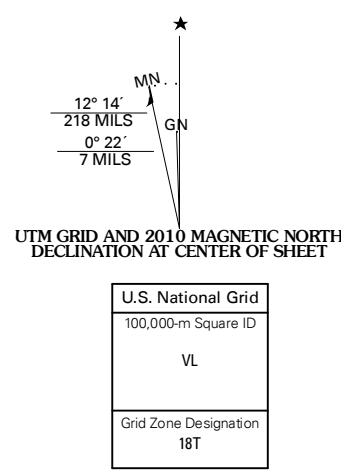 MN
12° 14´
218 MILS
GN
0° 22´
7 MILS
UTM GRID AND 2010 MAGNETIC NORTH
DECLINATION AT CENTER OF SHEET
U.S. National Grid
100,000-m Square ID
VL
Grid Zone Designation
18T